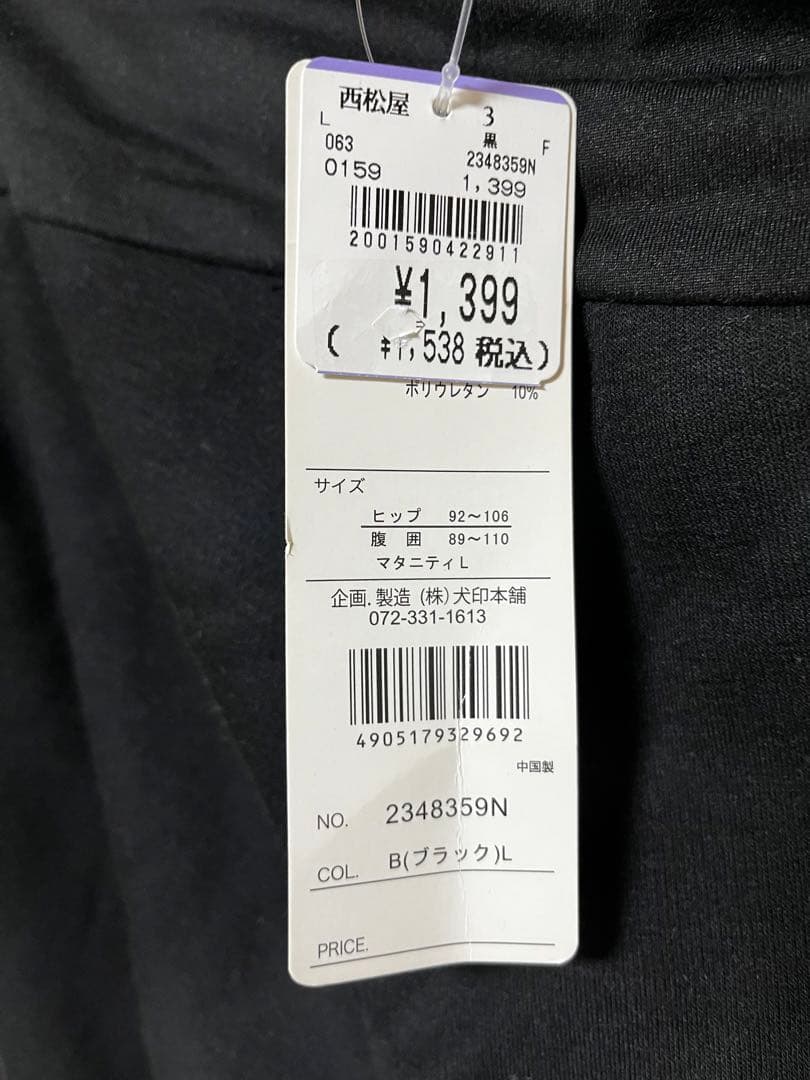 西松屋 3
L 黒 F
063 2348359N
0159 1,399
2001590422911
¥1,399
( ¥1,538 税込)
ポリウレタン 10%
サイズ
ヒップ 92〜106
腹 囲 89〜110
マタニティL
企画.製造 (株)犬印本舗
072-331-1613
4905179329692
中国製
NO. 2348359N
COL. B(ブラック)L
PRICE.